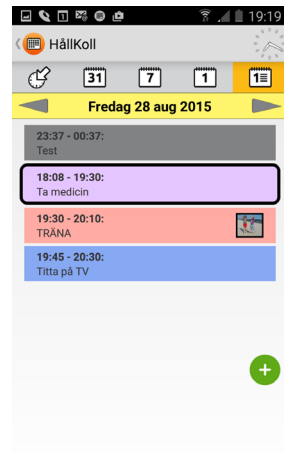 19:19
HållKoll
31
7
1
1
Fredag 28 aug 2015
23:37 - 00:37:
Test
18:08 - 19:30:
Ta medicin
19:30 - 20:10:
TRÄNA
19:45 - 20:30:
Titta på TV
+